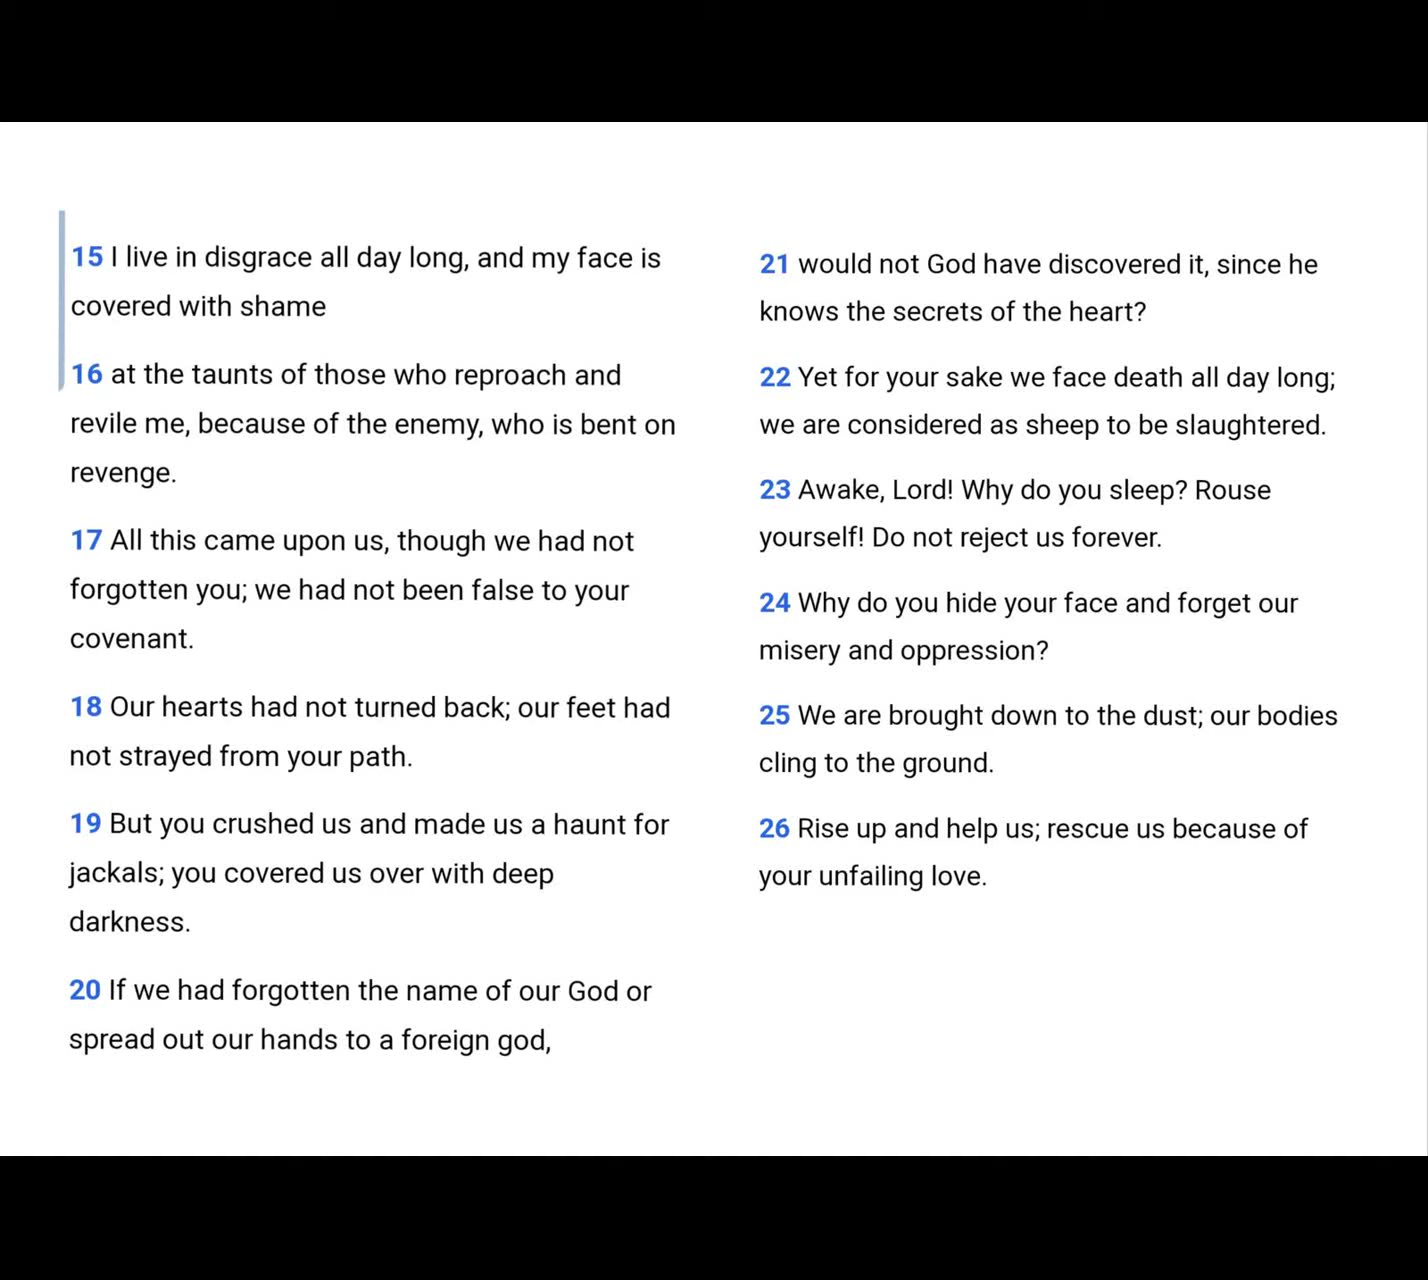 15 I live in disgrace all day long, and my face is
covered with shame
16 at the taunts of those who reproach and
revile me, because of the enemy, who is bent on
revenge.
17 All this came upon us, though we had not
forgotten you; we had not been false to your
covenant.
18 Our hearts had not turned back; our feet had
not strayed from your path.
19 But you crushed us and made us a haunt for
jackals; you covered us over with deep
darkness.
20 If we had forgotten the name of our God or
spread out our hands to a foreign god,
21 would not God have discovered it, since he
knows the secrets of the heart?
22 Yet for your sake we face death all day long;
we are considered as sheep to be slaughtered.
23 Awake, Lord! Why do you sleep? Rouse
yourself! Do not reject us forever.
24 Why do you hide your face and forget our
misery and oppression?
25 We are brought down to the dust; our bodies
cling to the ground.
26 Rise up and help us; rescue us because of
your unfailing love.